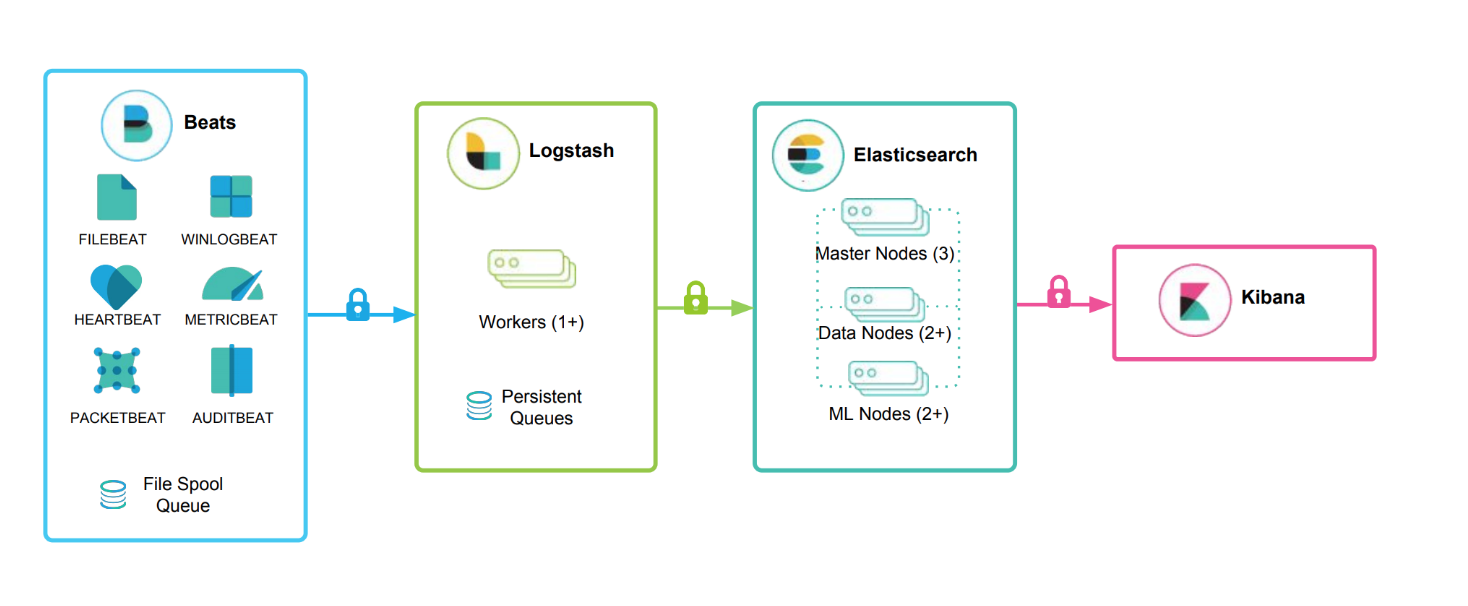 Beats
FILEBEAT
WINLOGBEAT
HEARTBEAT
METRICBEAT
PACKETBEAT
AUDITBEAT
File Spool
Queue
Logstash
Workers (1+)
Persistent
Queues
Elasticsearch
Master Nodes (3)
Data Nodes (2+)
ML Nodes (2+)
Kibana